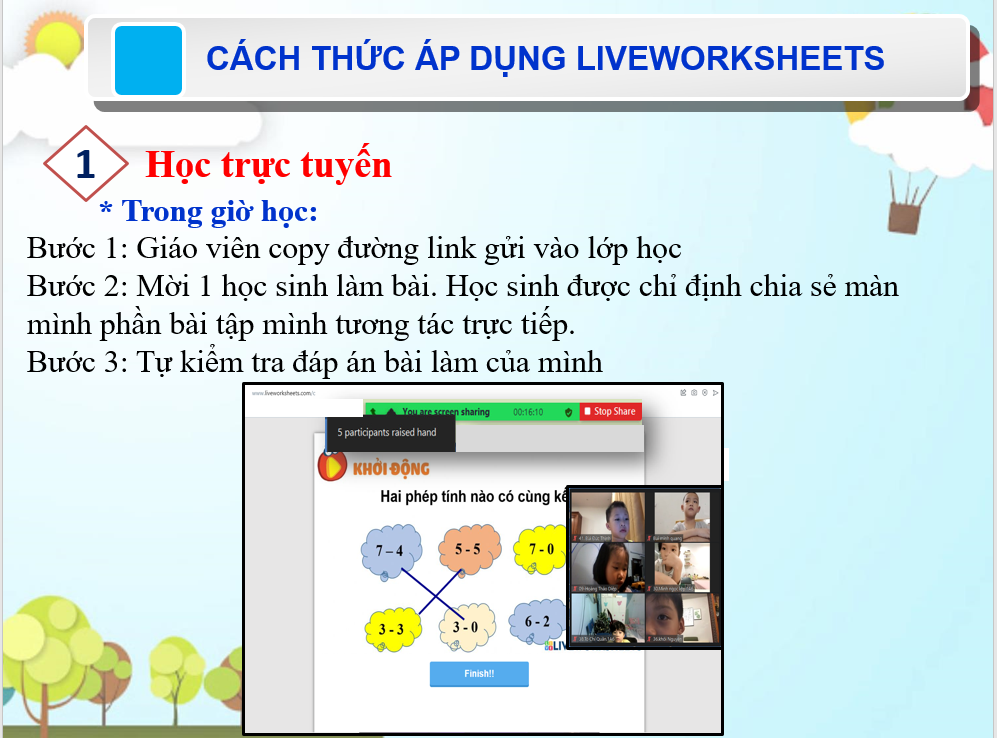 CÁCH THỨC ÁP DỤNG LIVEWORKSHEETS
1 Học trực tuyến
* Trong giờ học:
Bước 1: Giáo viên copy đường link gửi vào lớp học
Bước 2: Mời 1 học sinh làm bài. Học sinh được chỉ định chia sẻ màn
mình phần bài tập mình tương tác trực tiếp.
Bước 3: Tự kiểm tra đáp án bài làm của mình
www.liveworksheets.com/c
You are screen sharing 00:16:10 Stop Share
5 participants raised hand
KHỞI ĐỘNG
Hai phép tính nào có cùng kế
7 – 4 5 - 5 7 - 0
3 - 3 3 - 0 6 - 2
LIV
Finish!!